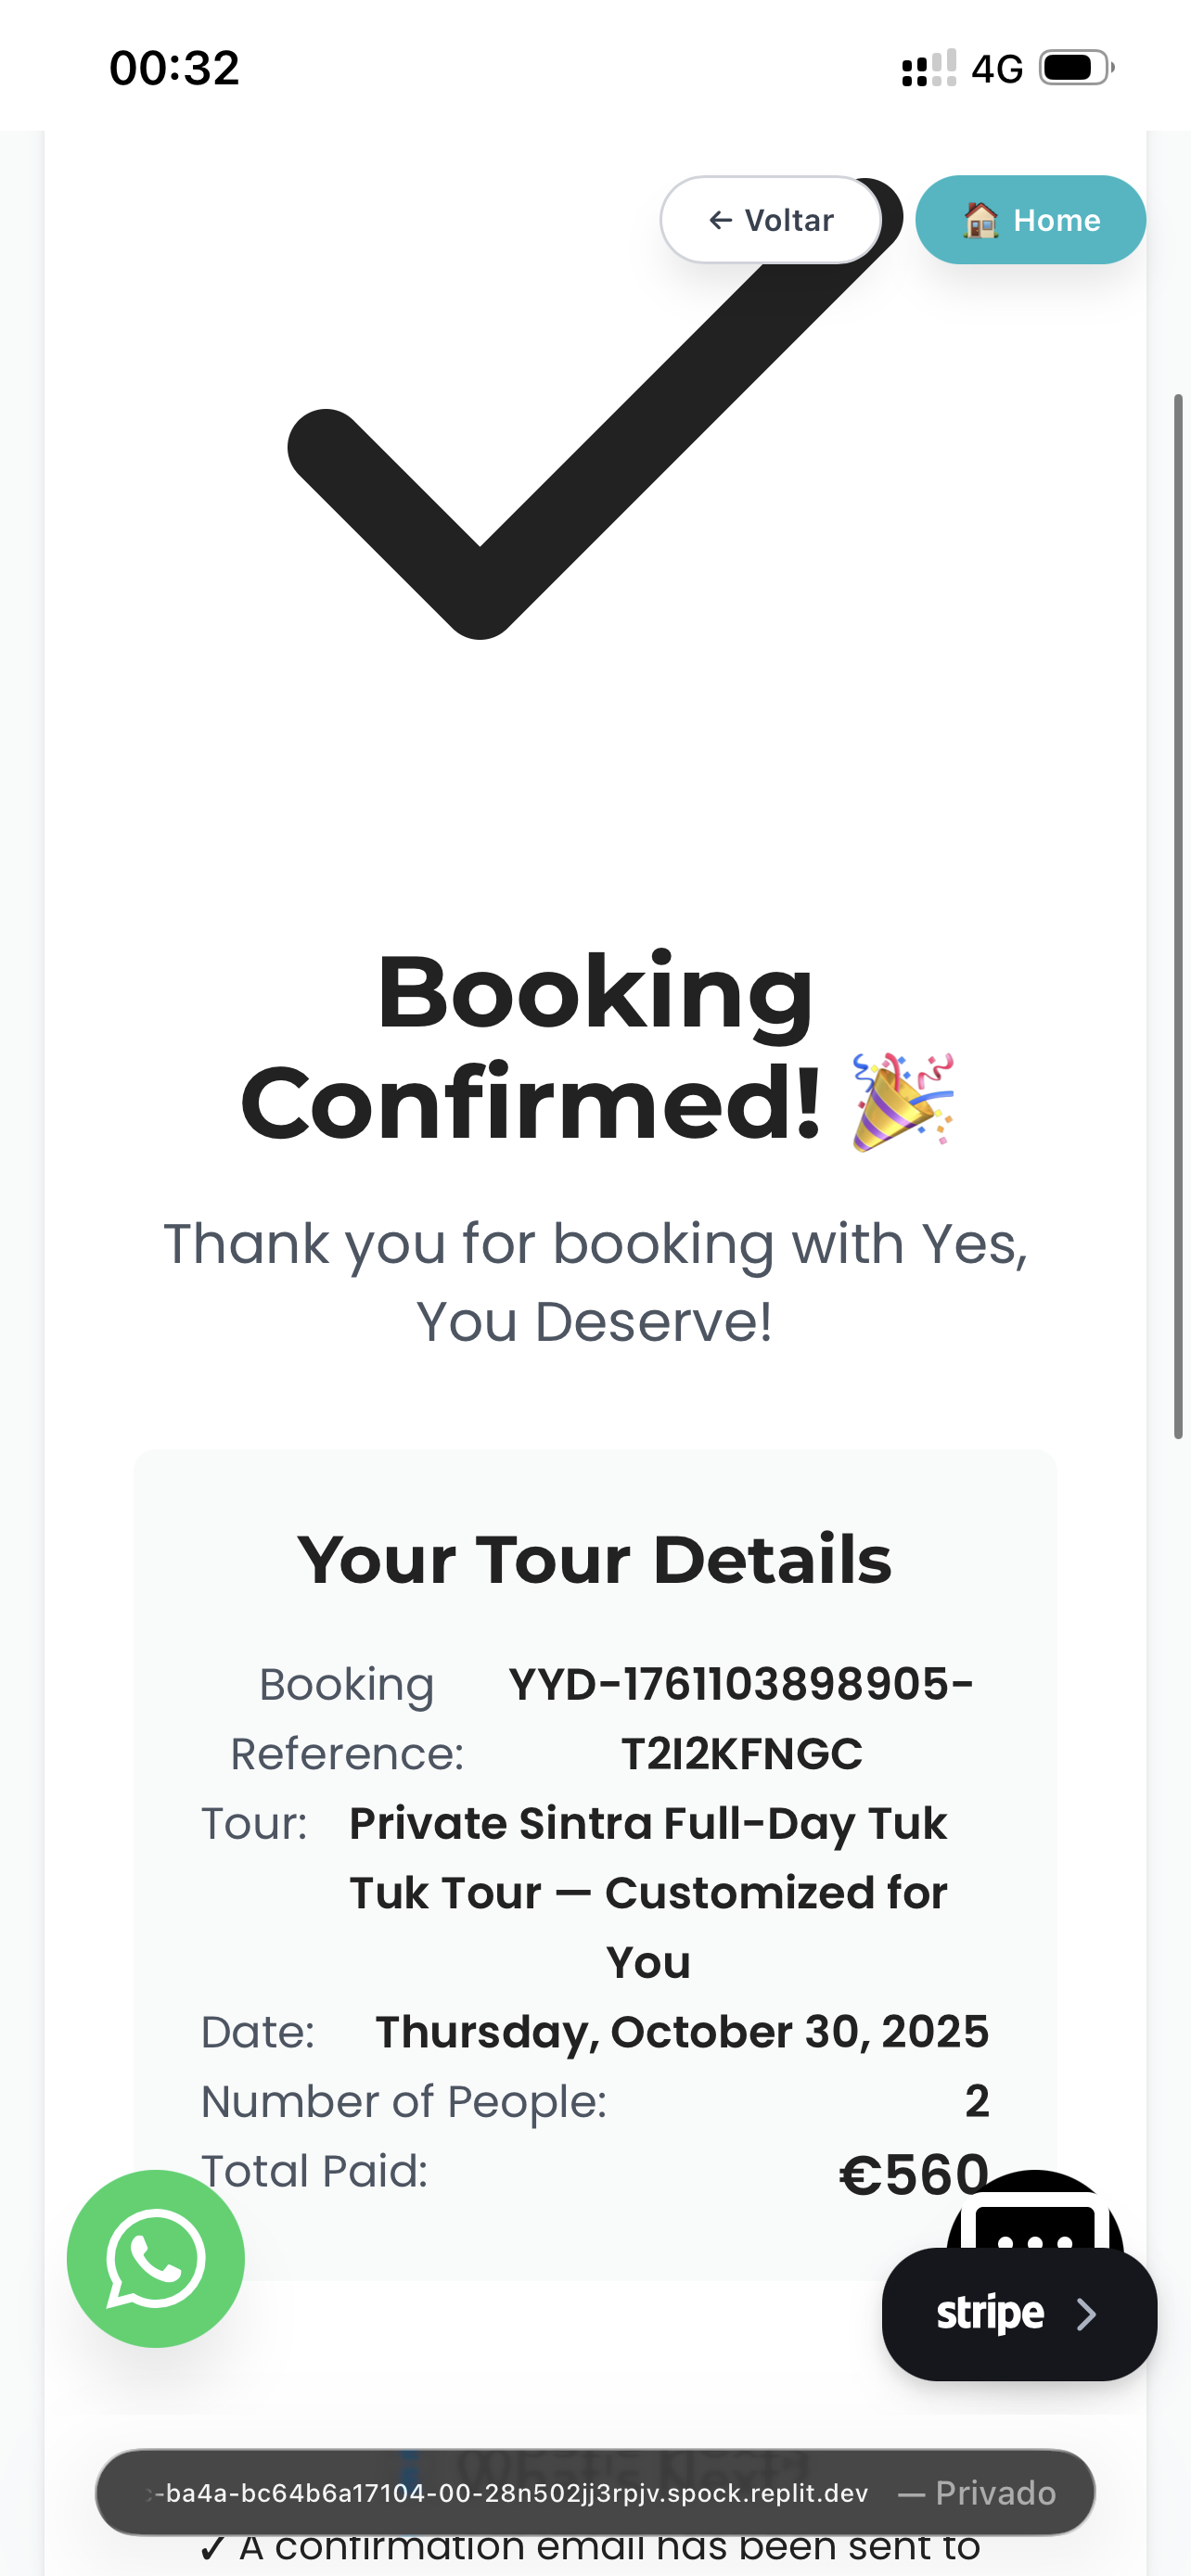 00:32
4G
← Voltar
🏠 Home
Booking
Confirmed! 🎉
Thank you for booking with Yes,
You Deserve!
Your Tour Details
Booking
Reference:
YYD-1761103898905-
T2I2KFNGC
Tour:
Private Sintra Full-Day Tuk
Tuk Tour — Customized for
You
Date: Thursday, October 30, 2025
Number of People: 2
Total Paid: €560
stripe
What's Next?
-ba4a-bc64b6a17104-00-28n502jj3rpjv.spock.replit.dev — Privado
✓ A confirmation email has been sent to